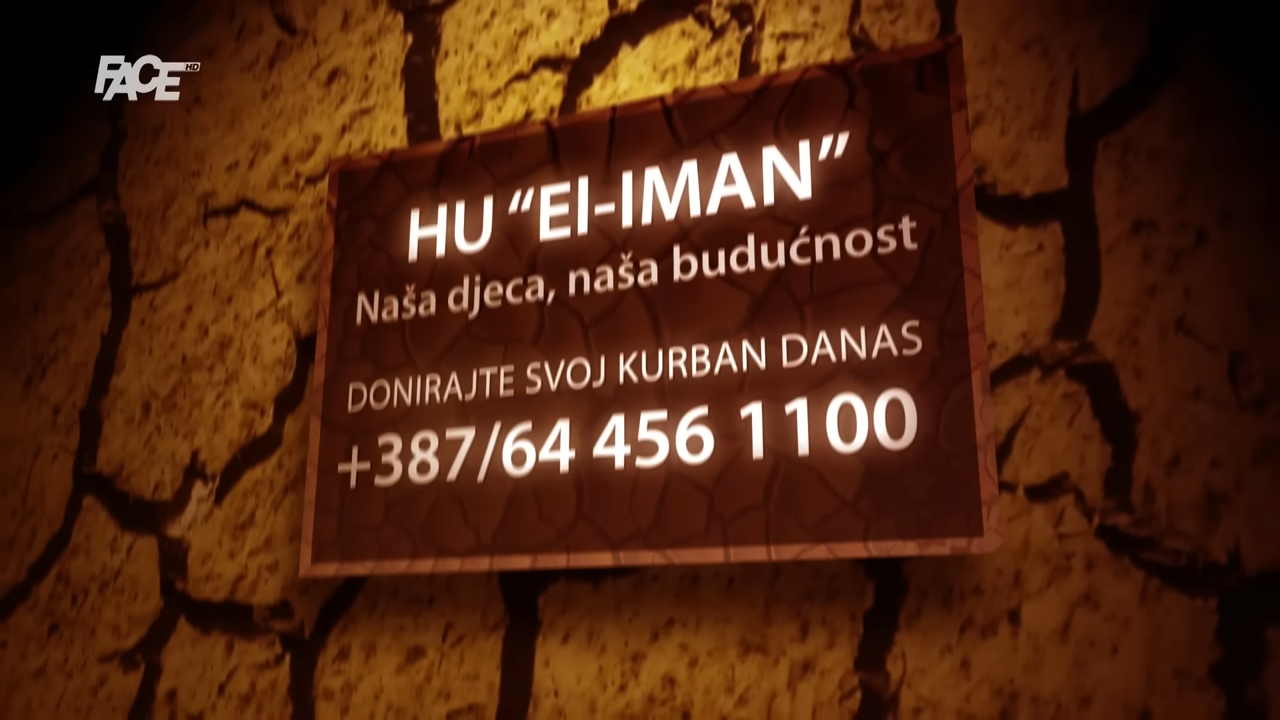 FACE HD
HU “El-IMAN”
Naša djeca, naša budućnost
DONIRAJTE SVOJ KURBAN DANAS
+387/64 456 1100